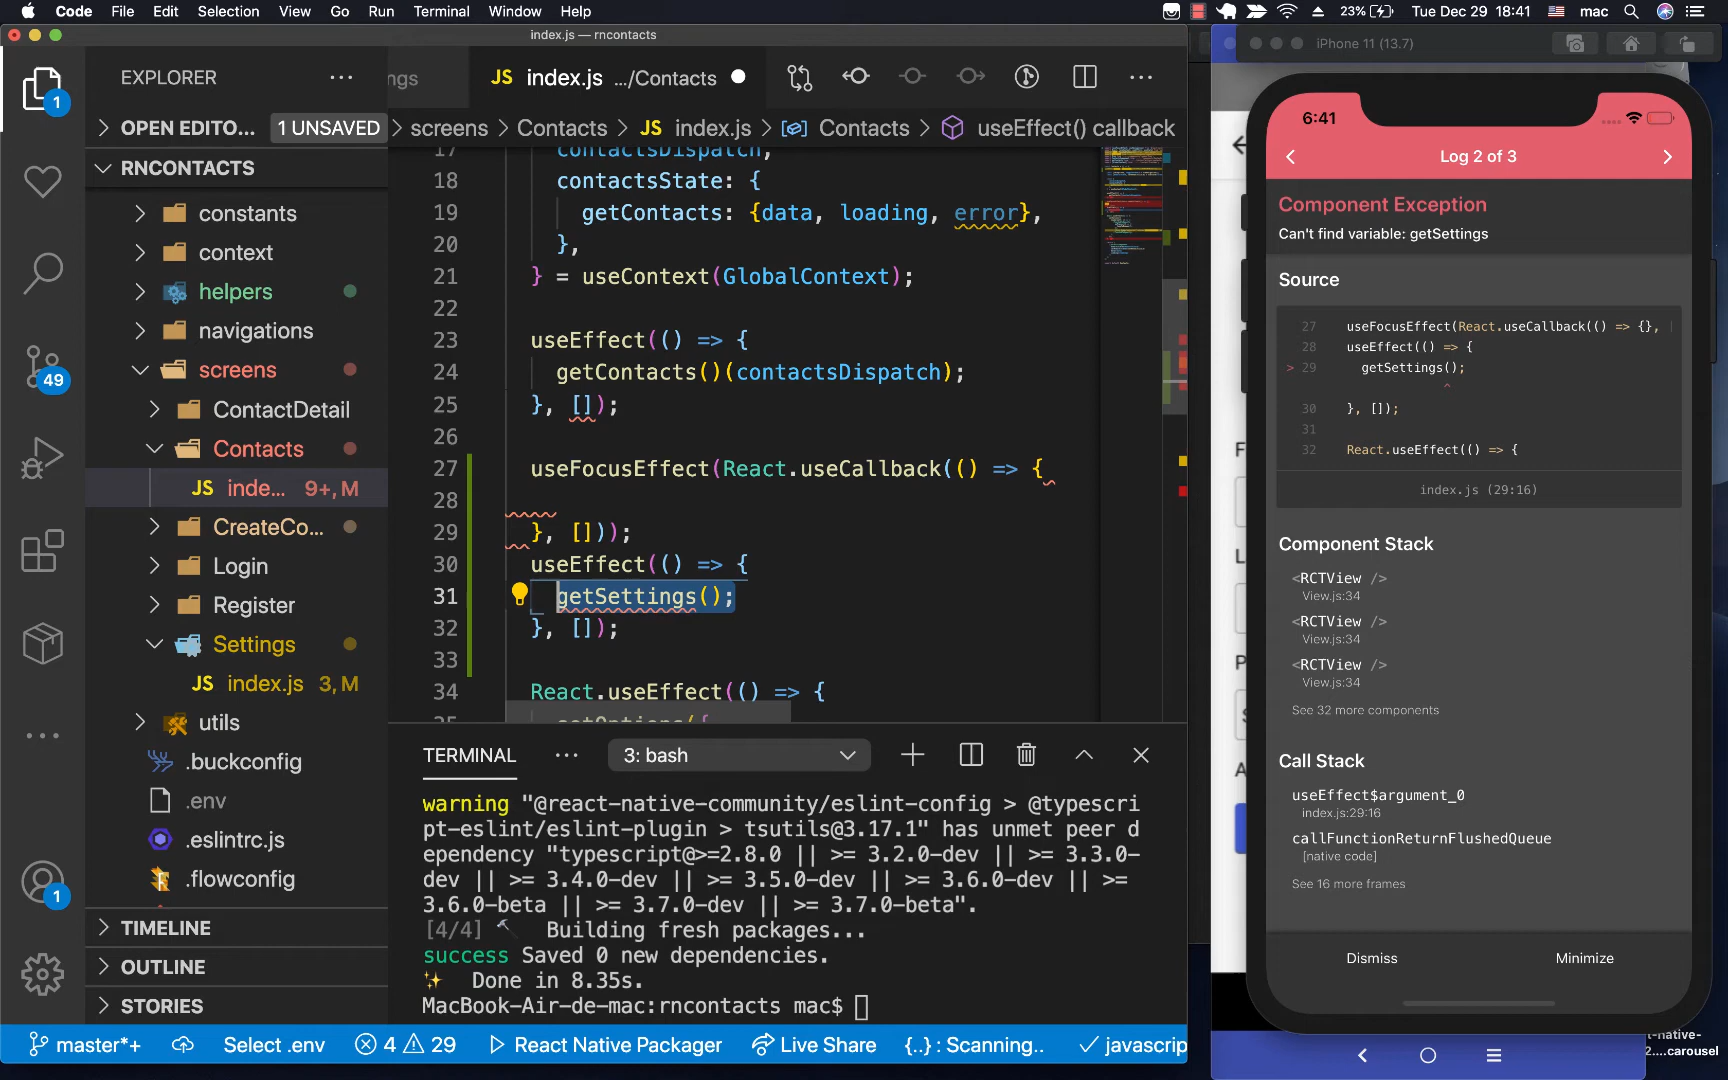 Code File Edit Selection View Go Run Terminal Window Help
23% Tue Dec 29 18:41 mac
index.js — rncontacts
iPhone 11 (13.7)
EXPLORER
ngs
JS index.js .../Contacts
OPEN EDITO... 1 UNSAVED
screens > Contacts > JS index.js > Contacts > useEffect() callback
RNCONTACTS
constants
context
helpers
navigations
screens
ContactDetail
Contacts
JS inde... 9+, M
CreateCo...
Login
Register
Settings
JS index.js 3, M
utils
.buckconfig
.env
.eslintrc.js
.flowconfig
TIMELINE
OUTLINE
STORIES
1
49
1
17 contactsDispatch,
18 contactsState: {
19 getContacts: {data, loading, error},
20 },
21 } = useContext(GlobalContext);
22
23 useEffect(() => {
24 getContacts()(contactsDispatch);
25 }, []);
26
27 useFocusEffect(React.useCallback(() => {
28
29 }, []));
30 useEffect(() => {
31 getSettings();
32 }, []);
33
34 React.useEffect(() => {
setOptions({
TERMINAL
3: bash
warning "@react-native-community/eslint-config > @typescri
pt-eslint/eslint-plugin > tsutils@3.17.1" has unmet peer d
ependency "typescript@>=2.8.0 || >= 3.2.0-dev || >= 3.3.0-
dev || >= 3.4.0-dev || >= 3.5.0-dev || >= 3.6.0-dev || >=
3.6.0-beta || >= 3.7.0-dev || >= 3.7.0-beta".
[4/4] Building fresh packages...
success Saved 0 new dependencies.
Done in 8.35s.
MacBook-Air-de-mac:rncontacts mac$
master*+ Select .env 4 29 React Native Packager Live Share {..} : Scanning.. javascrip
6:41
Log 2 of 3
Component Exception
Can't find variable: getSettings
Source
27 useFocusEffect(React.useCallback(() => {},
28 useEffect(() => {
> 29 getSettings();
^
30 }, []);
31
32 React.useEffect(() => {
index.js (29:16)
Component Stack
<RCTView />
View.js:34
<RCTView />
View.js:34
<RCTView />
View.js:34
See 32 more components
Call Stack
useEffect$argument_0
index.js:29:16
callFunctionReturnFlushedQueue
[native code]
See 16 more frames
Dismiss Minimize
t-native-
2....carousel